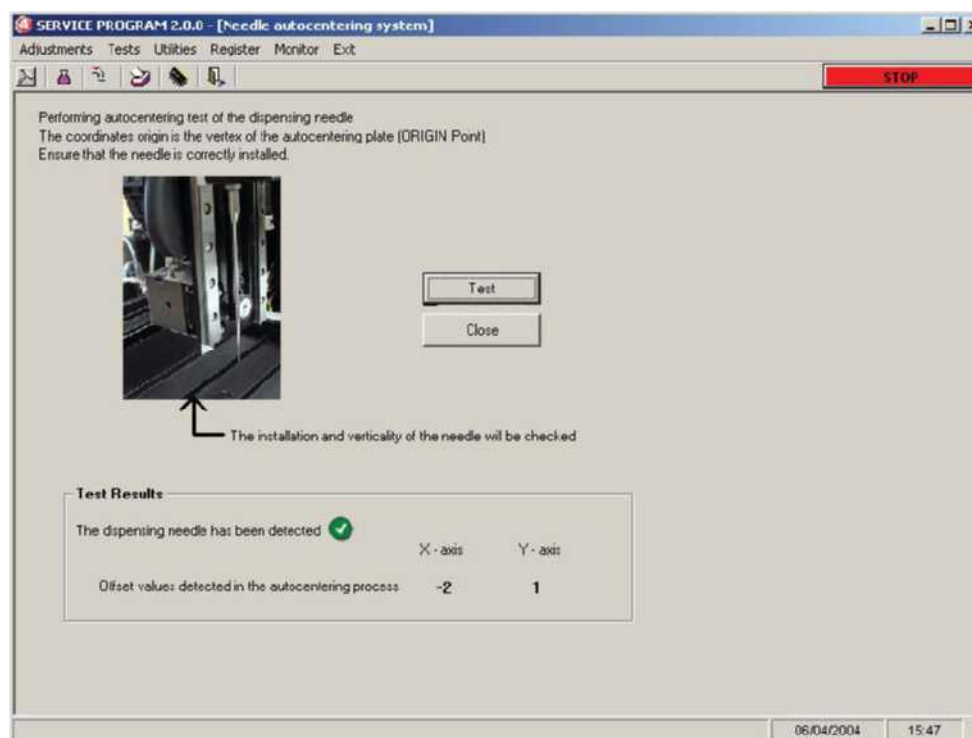 SERVICE PROGRAM 2.0.0 - [Needle autocentering system]
Adjustments Tests Utilities Register Monitor Ext
STOP
Performing autocentering test of the dispensing needle
The coordinates origin is the vertex of the autocentering plate (ORIGIN Point)
Ensure that the needle is correctly installed.
Test
Close
The installation and verticality of the needle will be checked
Test Results
The dispensing needle has been detected
X - axis Y - axis
Offset values detected in the autocentering process -2 1
06/04/2004 15:47